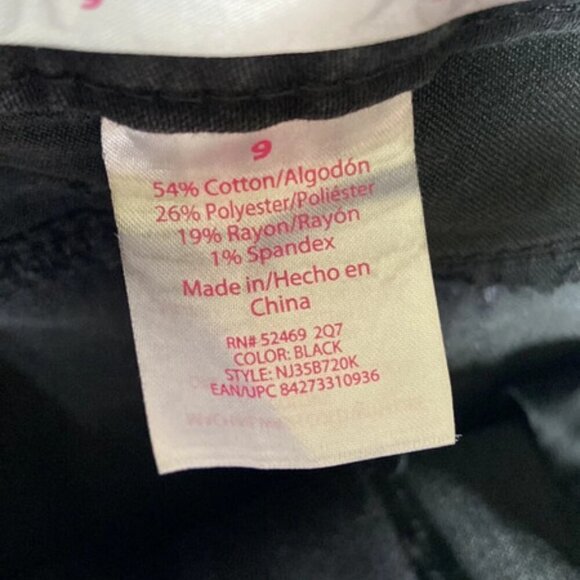 9
54% Cotton/Algodón
26% Polyester/Poliéster
19% Rayon/Rayón
1% Spandex
Made in/Hecho en
China
RN# 52469 2Q7
COLOR: BLACK
STYLE: NJ35B720K
EAN/UPC 84273310936